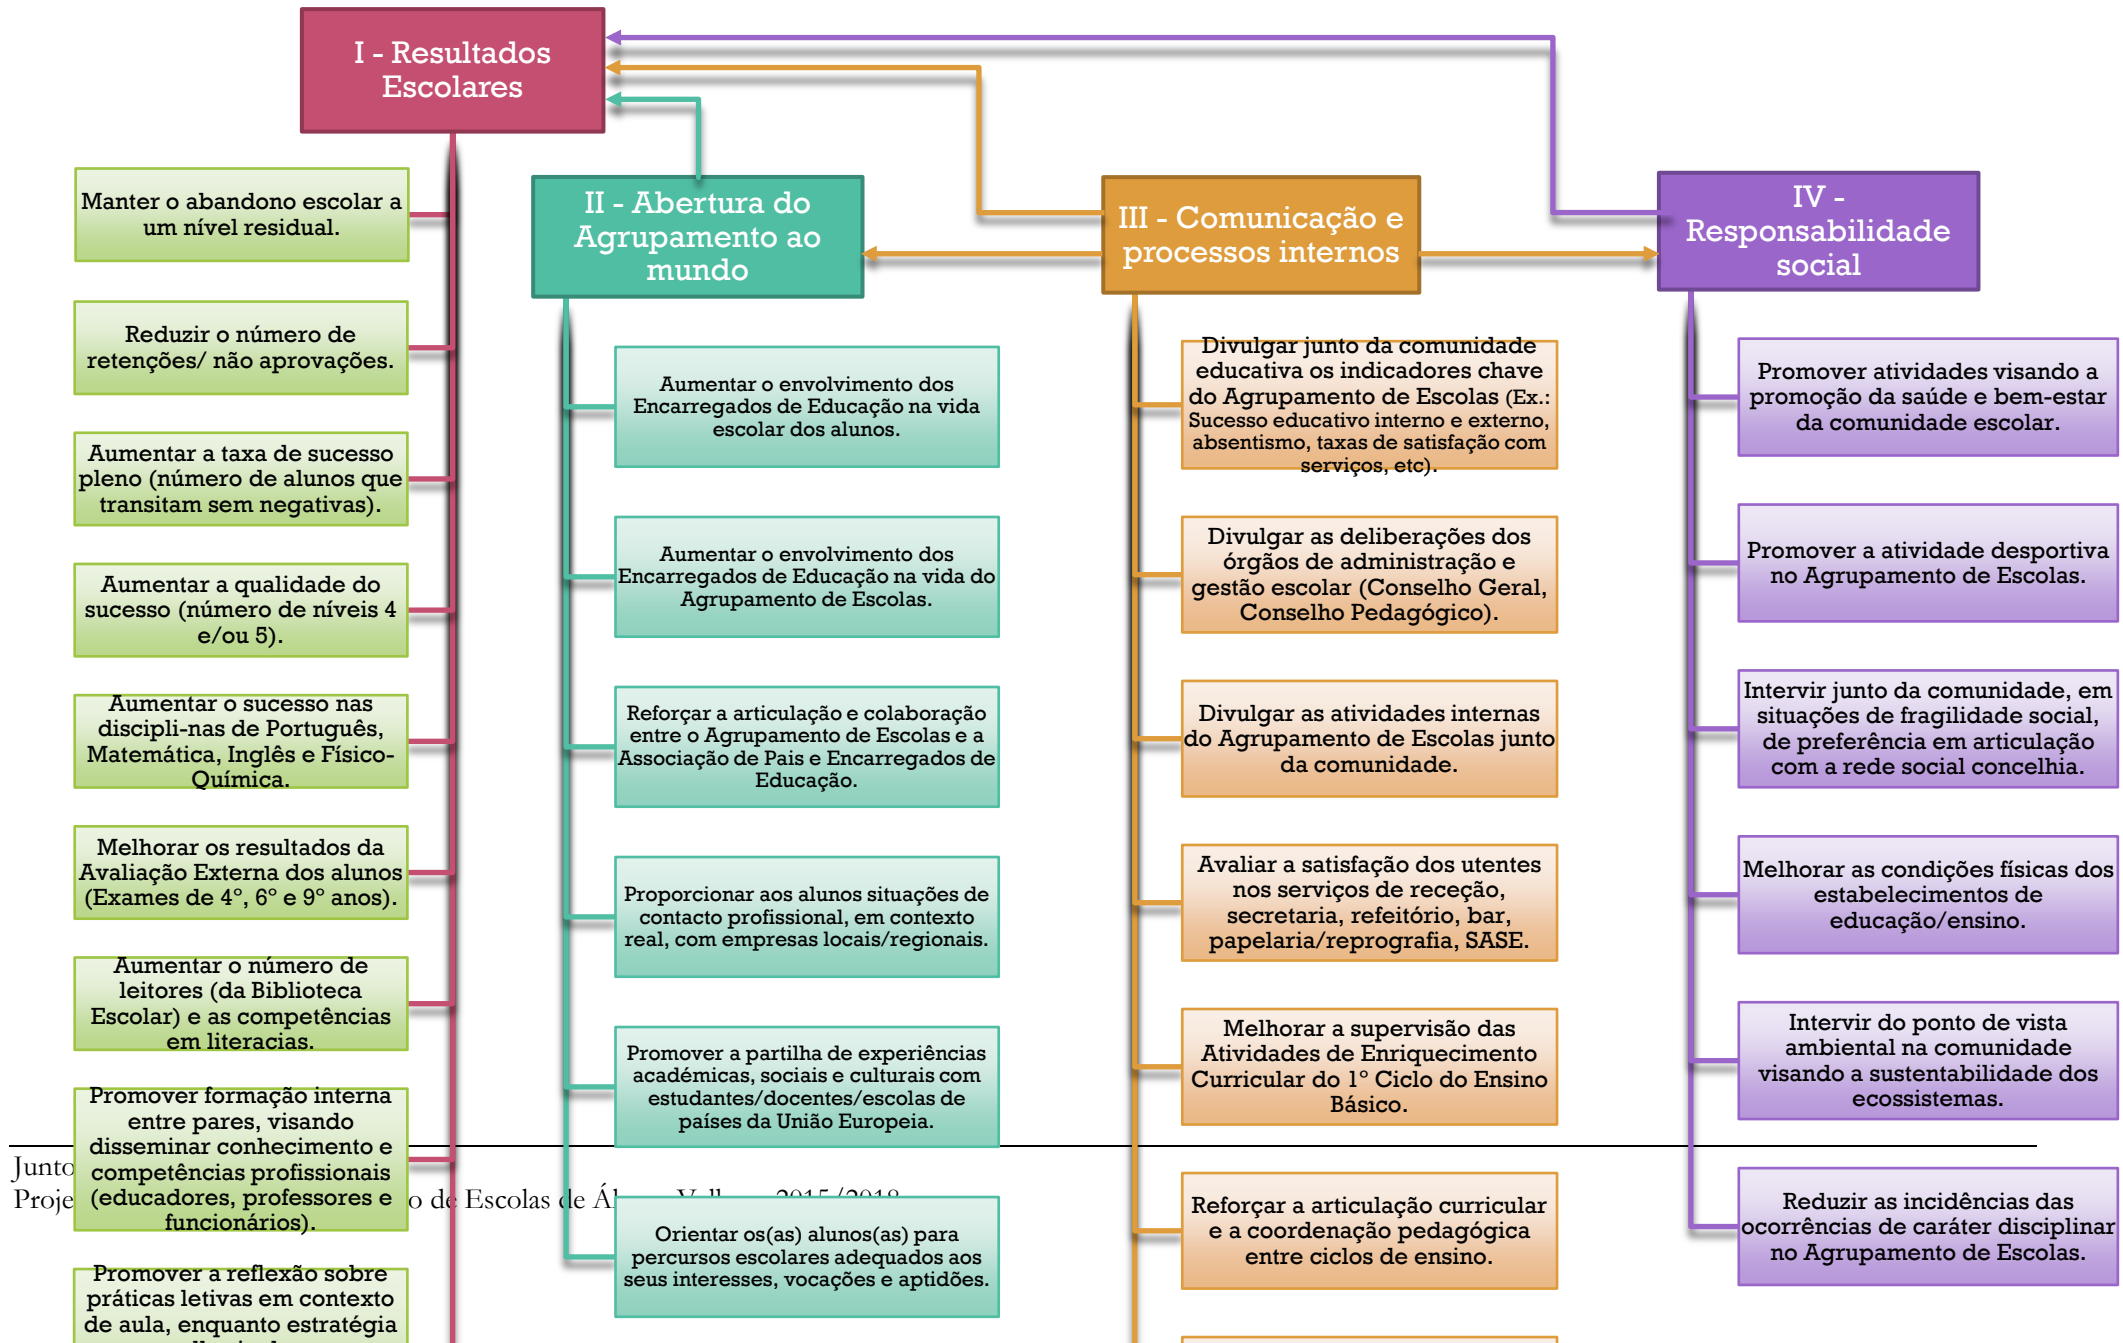 I - Resultados
Escolares
Manter o abandono escolar a
um nível residual.
Reduzir o número de
retenções/ não aprovações.
Aumentar a taxa de sucesso
pleno (número de alunos que
transitam sem negativas).
Aumentar a qualidade do
sucesso (número de níveis 4
e/ou 5).
Aumentar o sucesso nas
discipli-nas de Português,
Matemática, Inglês e Físico-
Química.
Melhorar os resultados da
Avaliação Externa dos alunos
(Exames de 4º, 6º e 9º anos).
Aumentar o número de
leitores (da Biblioteca
Escolar) e as competências
em literacias.
Promover formação interna
entre pares, visando
disseminar conhecimento e
competências profissionais
(educadores, professores e
funcionários).
Promover a reflexão sobre
práticas letivas em contexto
de aula, enquanto estratégia
II - Abertura do
Agrupamento ao
mundo
Aumentar o envolvimento dos
Encarregados de Educação na vida
escolar dos alunos.
Aumentar o envolvimento dos
Encarregados de Educação na vida do
Agrupamento de Escolas.
Reforçar a articulação e colaboração
entre o Agrupamento de Escolas e a
Associação de Pais e Encarregados de
Educação.
Proporcionar aos alunos situações de
contacto profissional, em contexto
real, com empresas locais/regionais.
Promover a partilha de experiências
académicas, sociais e culturais com
estudantes/docentes/escolas de
países da União Europeia.
Orientar os(as) alunos(as) para
percursos escolares adequados aos
seus interesses, vocações e aptidões.
III - Comunicação e
processos internos
Divulgar junto da comunidade
educativa os indicadores chave
do Agrupamento de Escolas (Ex.:
Sucesso educativo interno e externo,
absentismo, taxas de satisfação com
serviços, etc).
Divulgar as deliberações dos
órgãos de administração e
gestão escolar (Conselho Geral,
Conselho Pedagógico).
Divulgar as atividades internas
do Agrupamento de Escolas junto
da comunidade.
Avaliar a satisfação dos utentes
nos serviços de receção,
secretaria, refeitório, bar,
papelaria/reprografia, SASE.
Melhorar a supervisão das
Atividades de Enriquecimento
Curricular do 1º Ciclo do Ensino
Básico.
Reforçar a articulação curricular
e a coordenação pedagógica
entre ciclos de ensino.
IV -
Responsabilidade
social
Promover atividades visando a
promoção da saúde e bem-estar
da comunidade escolar.
Promover a atividade desportiva
no Agrupamento de Escolas.
Intervir junto da comunidade, em
situações de fragilidade social,
de preferência em articulação
com a rede social concelhia.
Melhorar as condições físicas dos
estabelecimentos de
educação/ensino.
Intervir do ponto de vista
ambiental na comunidade
visando a sustentabilidade dos
ecossistemas.
Reduzir as incidências das
ocorrências de caráter disciplinar
no Agrupamento de Escolas.
Junto
Proje o de Escolas de Ál 2015/2018